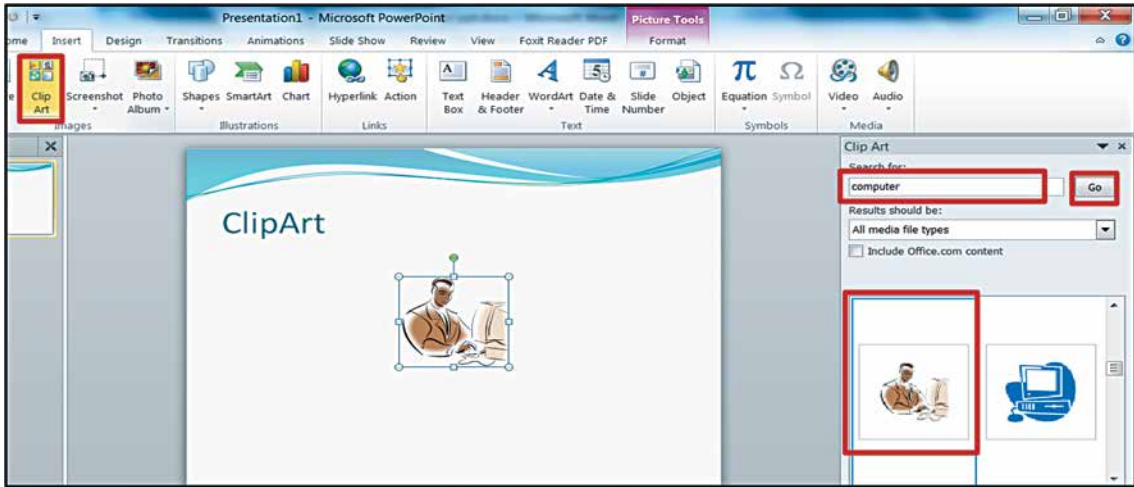 Presentation1 - Microsoft PowerPoint
Picture Tools
ome Insert Design Transitions Animations Slide Show Review View Foxit Reader PDF Format
Clip Art
Screenshot
Photo Album
Shapes
SmartArt
Chart
Hyperlink
Action
Text Box
Header & Footer
WordArt
Date & Time
Slide Number
Object
Equation
Symbol
Video
Audio
Images
Illustrations
Links
Text
Symbols
Media
ClipArt
Clip Art
Search for:
computer
Go
Results should be:
All media file types
Include Office.com content